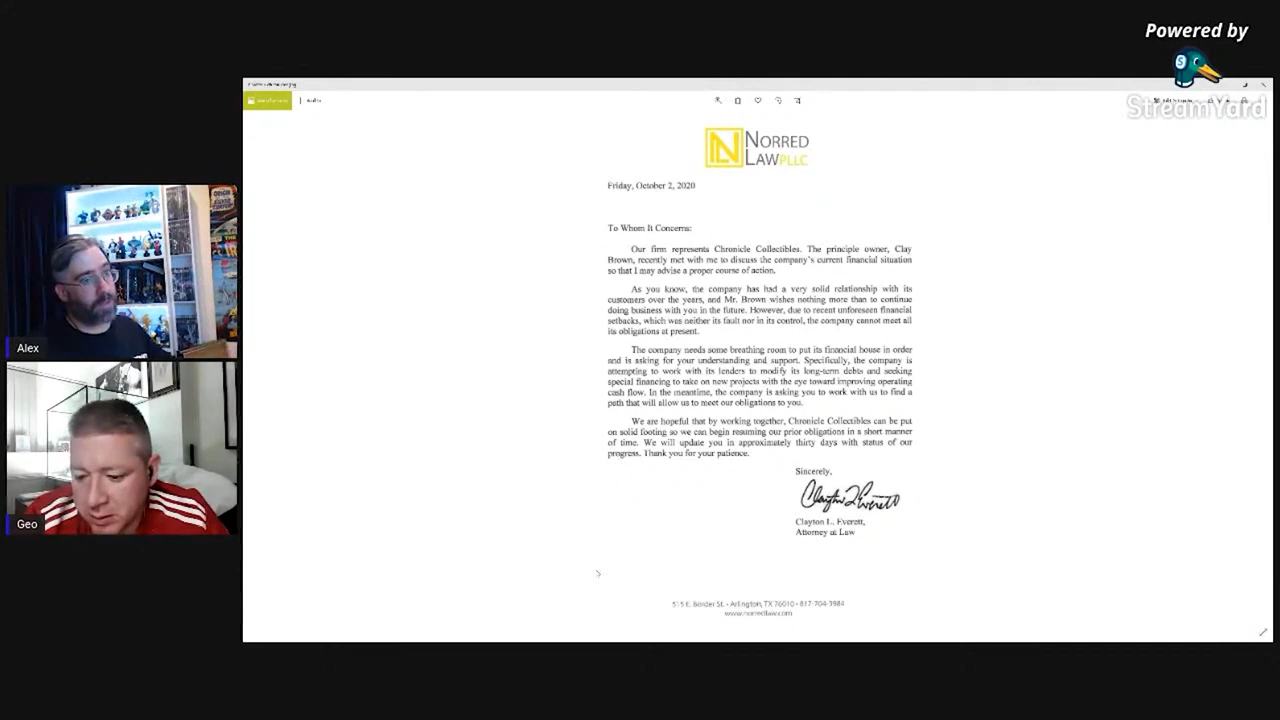 Powered by
StreamYard
NORRED
LAWPLLC
Friday, October 2, 2020
To Whom It Concerns:
Our firm represents Chronicle Collectibles. The principle owner, Clay
Brown, recently met with me to discuss the company's current financial situation
so that I may advise a proper course of action.
As you know, the company has had a very solid relationship with its
customers over the years, and Mr. Brown wishes nothing more than to continue
doing business with you in the future. However, due to recent unforeseen financial
setbacks, which was neither its fault nor in its control, the company cannot meet all
its obligations at present.
The company needs some breathing room to put its financial house in order
and is asking for your understanding and support. Specifically, the company is
attempting to work with its lenders to modify its long-term debts and seeking
special financing to take on new projects with the eye toward improving operating
cash flow. In the meantime, the company is asking you to work with us to find a
path that will allow us to meet our obligations to you.
We are hopeful that by working together, Chronicle Collectibles can be put
on solid footing so we can begin resuming our prior obligations in a short manner
of time. We will update you in approximately thirty days with status of our
progress. Thank you for your patience.
Sincerely,
Clayton L. Everett
Clayton L. Everett,
Attorney at Law
515 E. Border St. • Arlington, TX 76010 • 817-704-3984
www.norredlaw.com
Alex
Geo